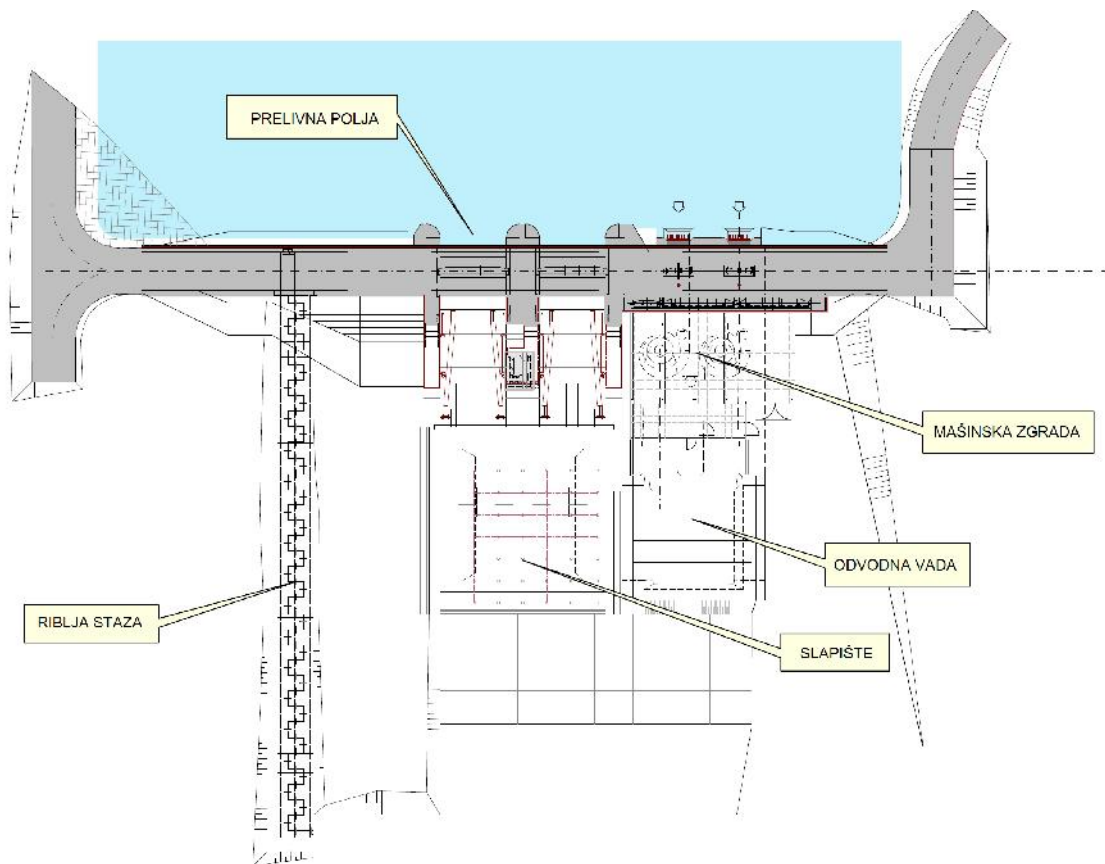 PRELIVNA POLJA
MAŠINSKA ZGRADA
ODVODNA VADA
RIBLJA STAZA
SLAPIŠTE